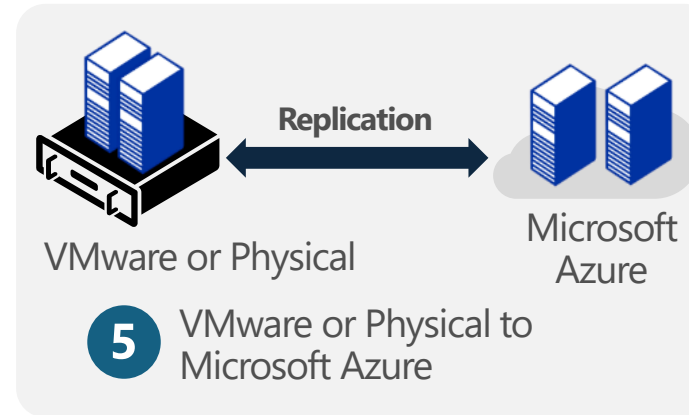 Replication
VMware or Physical
Microsoft
Azure
5
VMware or Physical to
Microsoft Azure